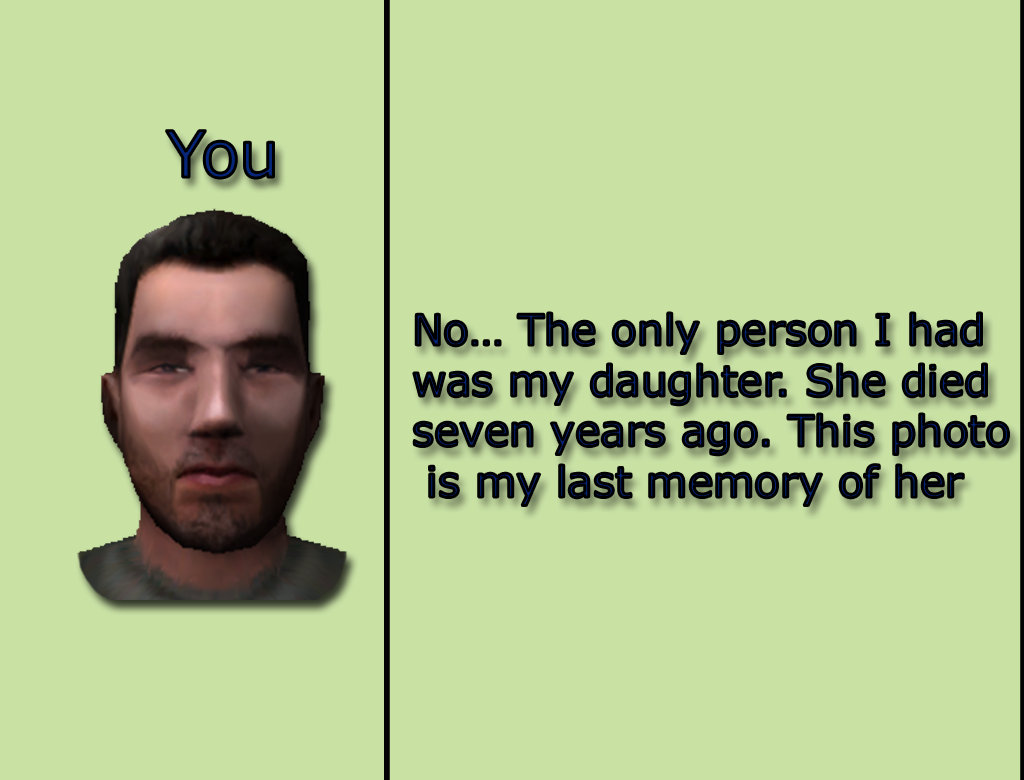 You
No... The only person I had
was my daughter. She died
seven years ago. This photo
is my last memory of her